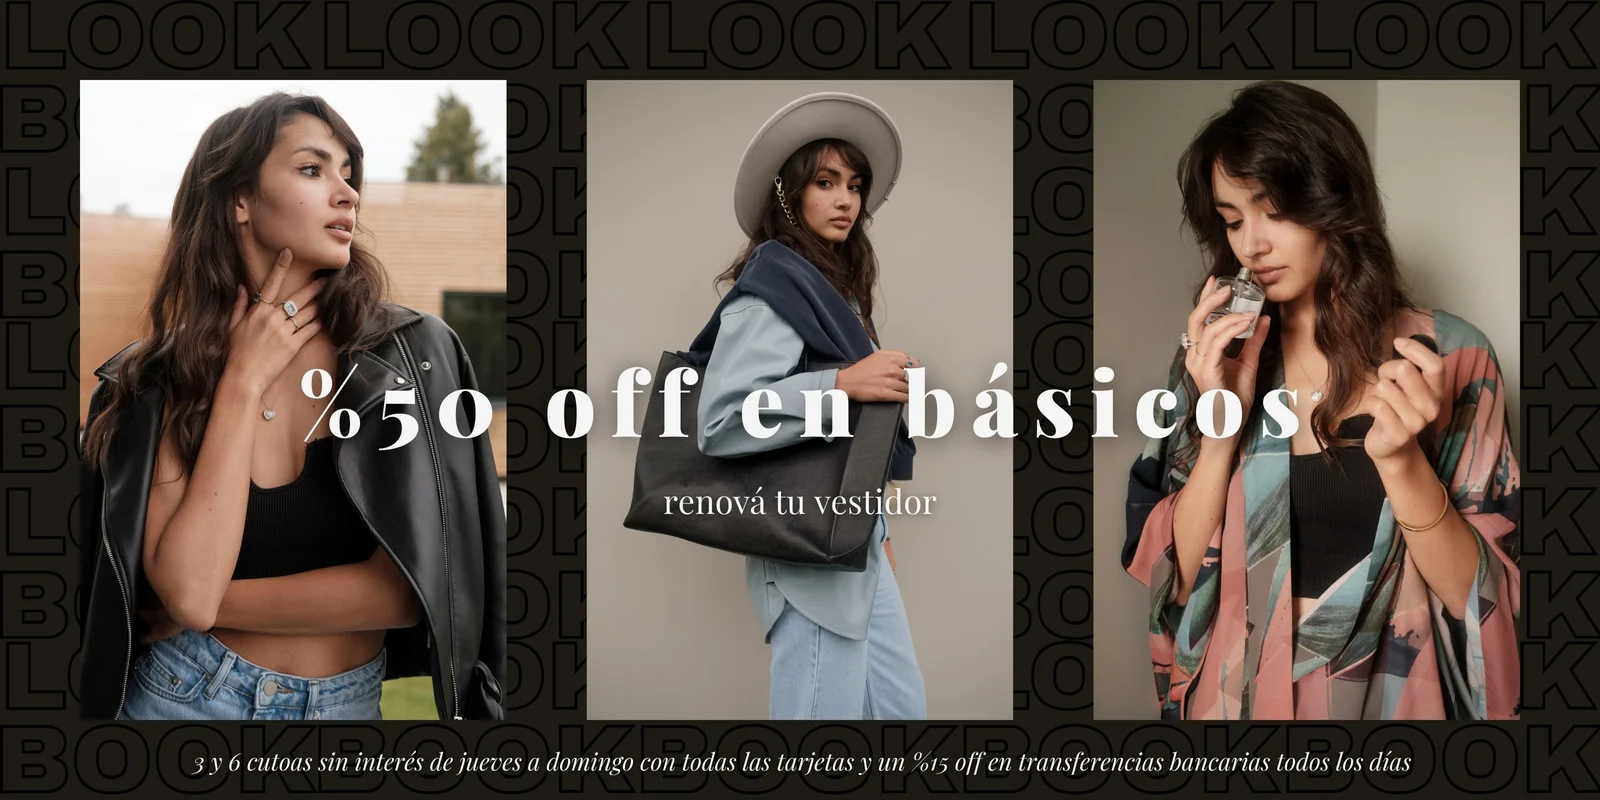 LOOK LOOK LOOK LOOK LOOK
%50 off en básicos
renová tu vestidor
BOOKBOOKBOOKBOOKBOOK
3 y 6 cutoas sin interés de jueves a domingo con todas las tarjetas y un %15 off en transferencias bancarias todos los días